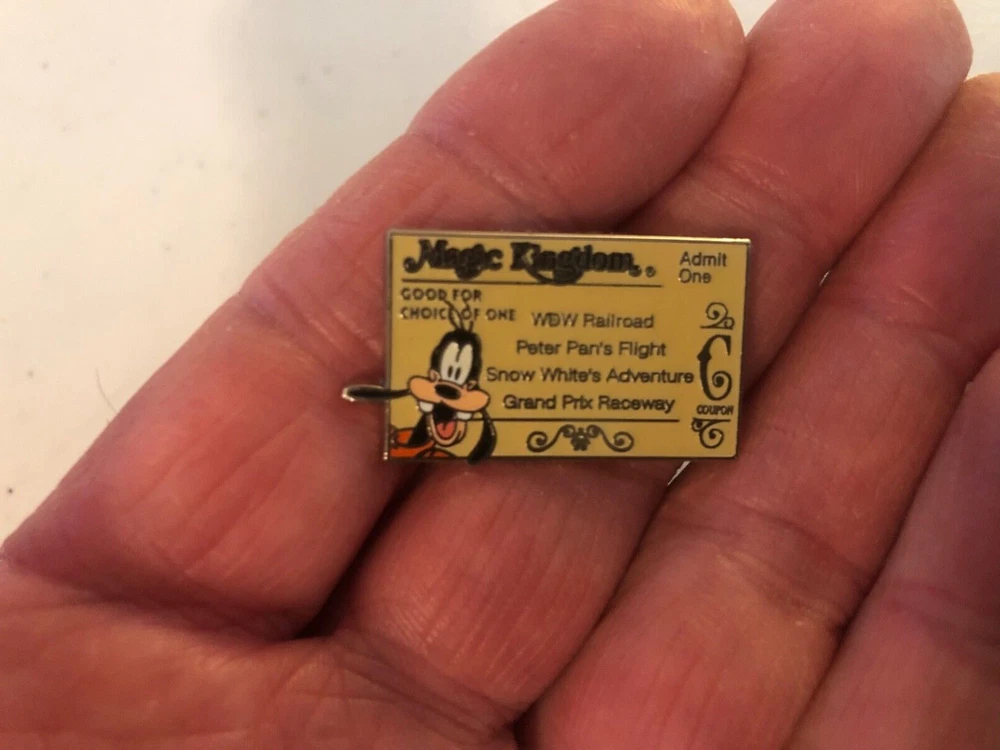 Magic Kingdom®
Admit
One
GOOD FOR
CHOICE OF ONE
WDW Railroad
Peter Pan's Flight
Snow White's Adventure
Grand Prix Raceway
C
COUPON